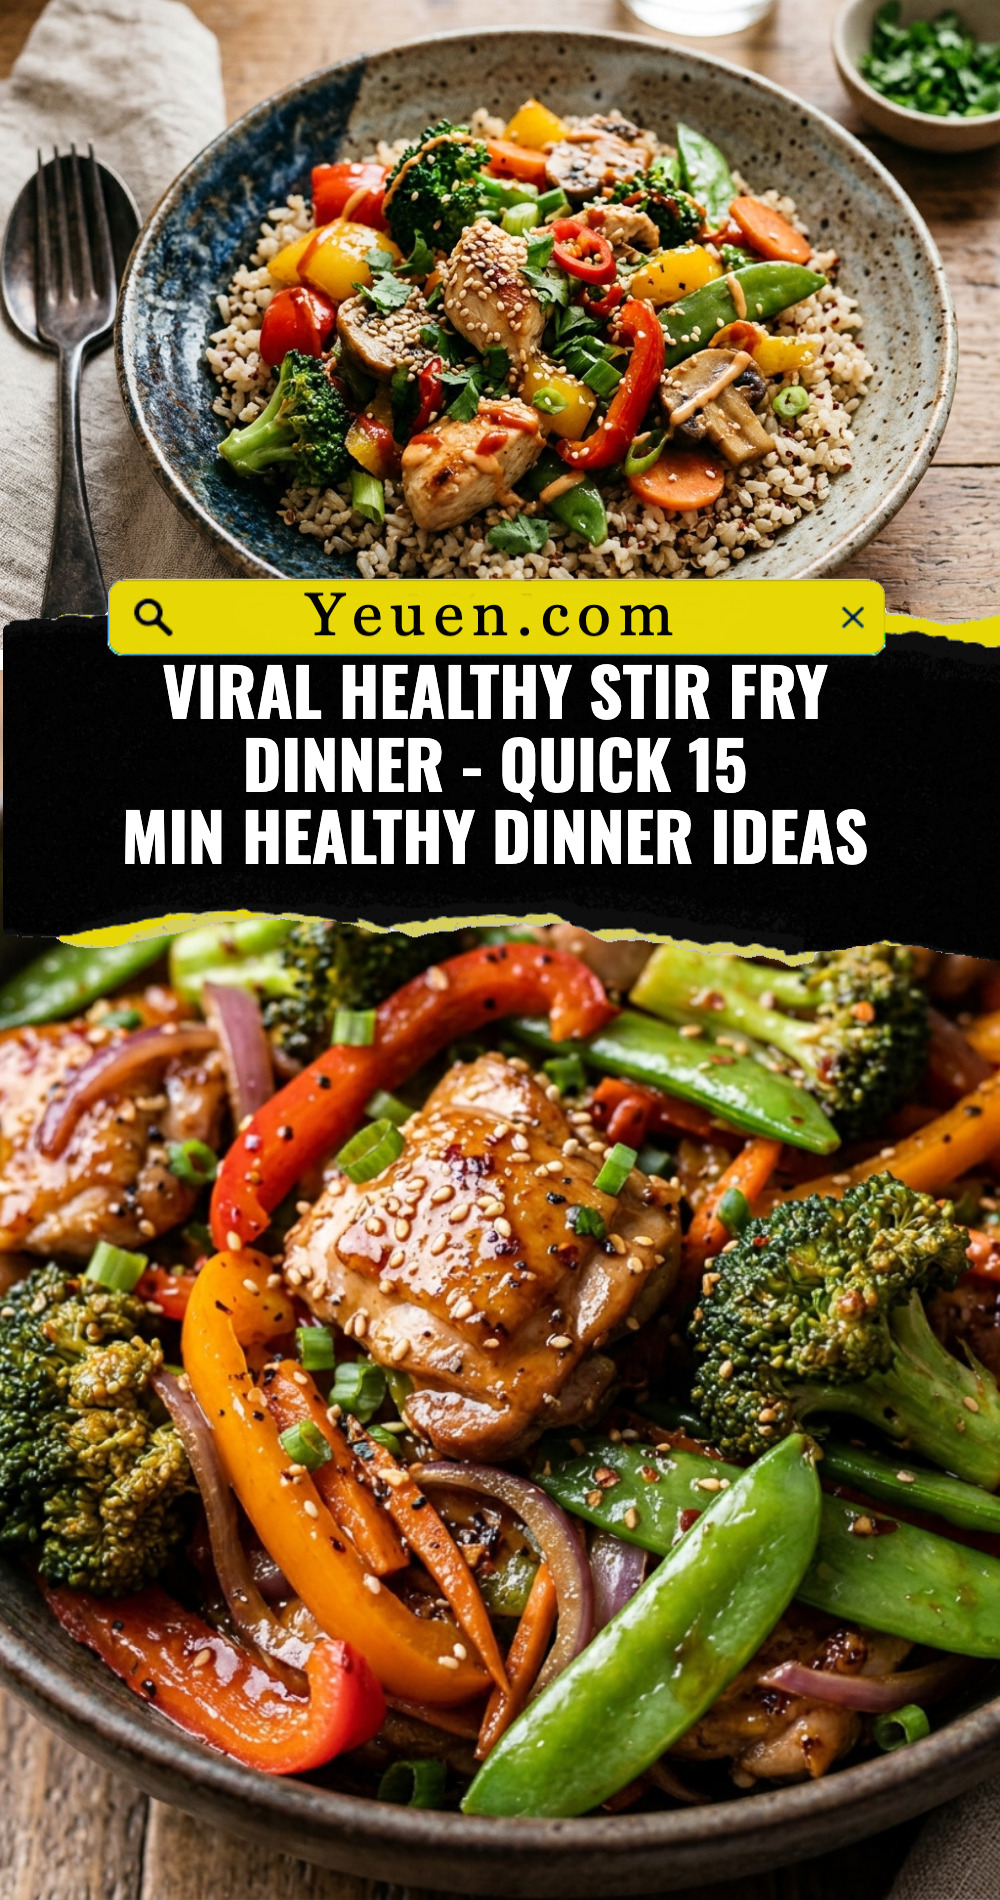 Yeuen.com
VIRAL HEALTHY STIR FRY
DINNER - QUICK 15
MIN HEALTHY DINNER IDEAS